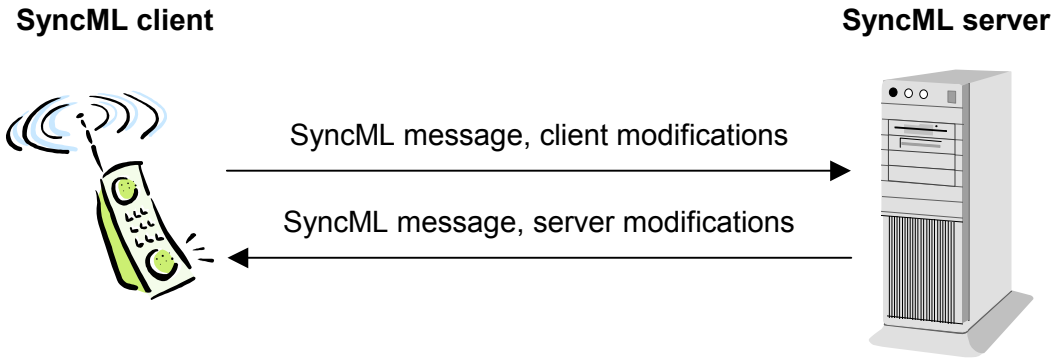 SyncML client
SyncML server
SyncML message, client modifications
SyncML message, server modifications